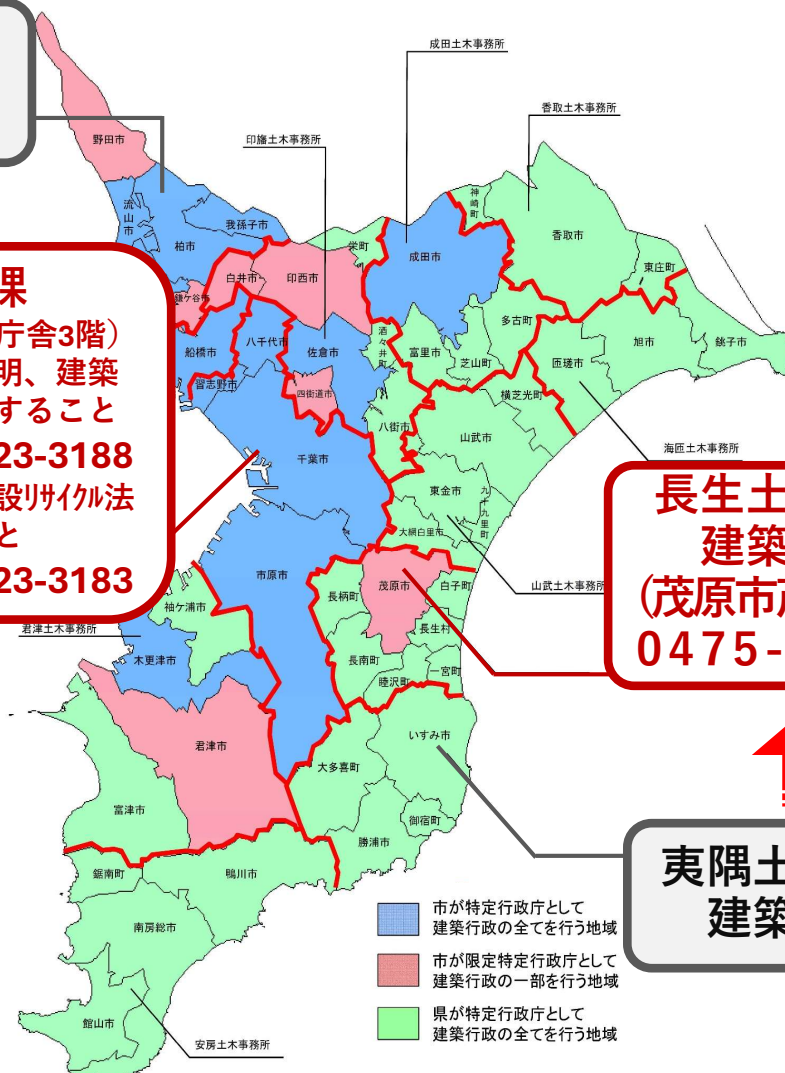 成田土木事務所
香取土木事務所
印旛土木事務所
野田市
流山市
柏市
我孫子市
栄町
神崎町
香取市
成田市
東庄町
白井市
印西市
鎌ケ谷市
課
庁舎3階）
明、建築
すること
23-3188
設リサイクル法
と
23-3183
船橋市
八千代市
佐倉市
酒々井町
富里市
多古町
芝山町
旭市
銚子市
匝瑳市
習志野市
四街道市
横芝光町
八街市
山武市
千葉市
海匝土木事務所
東金市
九十九里町
大網白里市
長生土
建築
(茂原市茂
0475-
山武土木事務所
市原市
長柄町
茂原市
白子町
袖ケ浦市
長生村
君津土木事務所
木更津市
長南町
一宮町
睦沢町
君津市
いすみ市
大多喜町
富津市
御宿町
勝浦市
夷隅土
建築
鋸南町
鴨川市
南房総市
館山市
安房土木事務所
市が特定行政庁として
建築行政の全てを行う地域
市が限定特定行政庁として
建築行政の一部を行う地域
県が特定行政庁として
建築行政の全てを行う地域